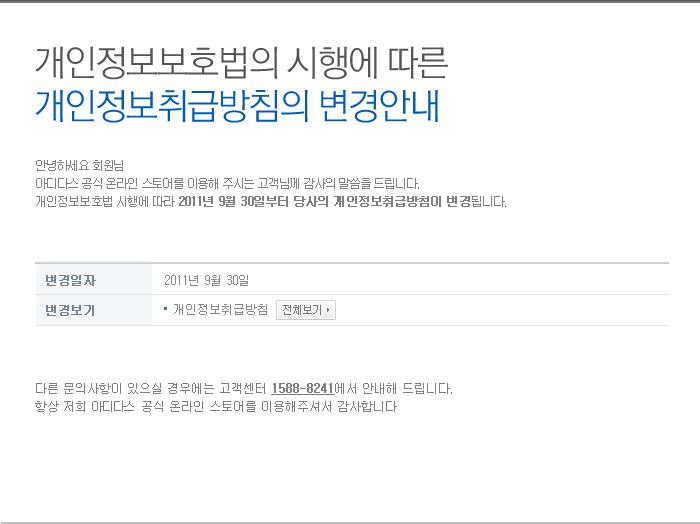 개인정보보호법의 시행에 따른
개인정보취급방침의 변경안내
안녕하세요 회원님
아디다스 공식 온라인 스토어를 이용해 주시는 고객님께 감사의 말씀을 드립니다.
개인정보보호법 시행에 따라 2011년 9월 30일부터 당사의 개인정보취급방침이 변경됩니다.
변경일자 2011년 9월 30일
변경보기 ▪ 개인정보취급방침 전체보기 ›
다른 문의사항이 있으실 경우에는 고객센터 1588-8241에서 안내해 드립니다.
항상 저희 아디다스 공식 온라인 스토어를 이용해주셔서 감사합니다